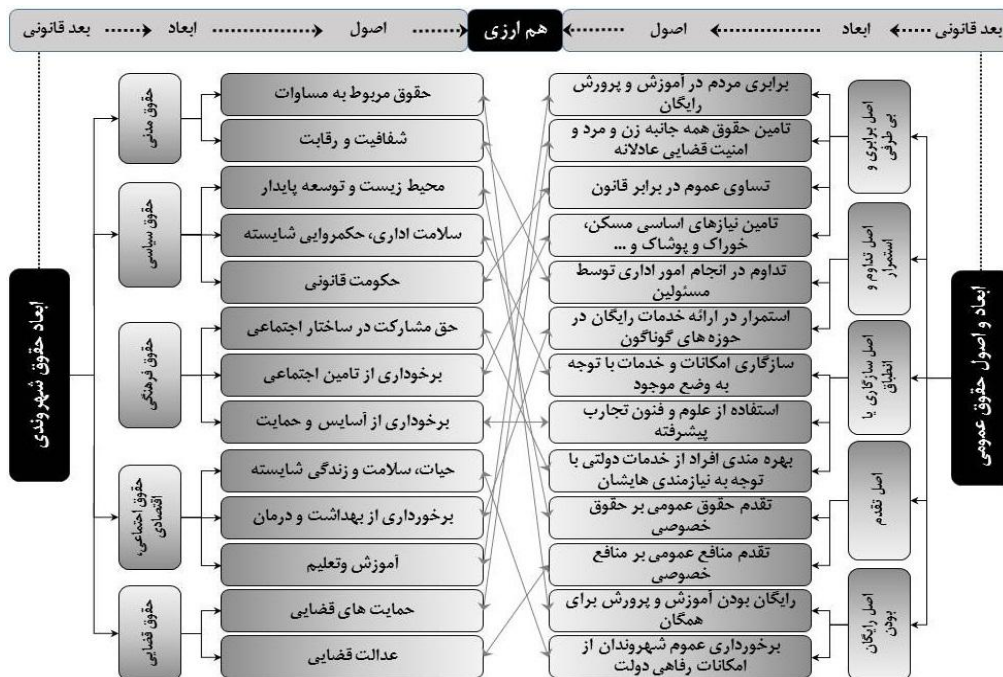 بعد قانونی
ابعاد
اصول
هم ارزی
اصول
ابعاد
بعد قانونی
ابعاد و اصول حقوق عمومی
اصل برابری و
بی طرفی
اصل تداوم و
استمرار
اصل سازگاری یا
انطباق
اصل تقدم
اصل رایگان
بودن
برابری مردم در آموزش و پرورش
رایگان
تامین حقوق همه جانبه زن و مرد و
امنیت قضایی عادلانه
تساوی عموم در برابر قانون
تامین نیازهای اساسی مسکن،
خوراک و پوشاک و ...
تداوم در انجام امور اداری توسط
مسئولین
استمرار در ارائه خدمات رایگان در
حوزه های گوناگون
سازگاری امکانات و خدمات با توجه
به وضع موجود
استفاده از علوم و فنون تجارب
پیشرفته
بهره مندی افراد از خدمات دولتی با
توجه به نیازمندی هایشان
تقدم حقوق عمومی بر حقوق
خصوصی
تقدم منافع عمومی بر منافع
خصوصی
رایگان بودن آموزش و پرورش برای
همگان
برخورداری عموم شهروندان از
امکانات رفاهی دولت
حقوق مربوط به مساوات
شفافیت و رقابت
محیط زیست و توسعه پایدار
سلامت اداری، حکمروایی شایسته
حکومت قانونی
حق مشارکت در ساختار اجتماعی
برخوداری از تامین اجتماعی
برخوداری از آسایس و حمایت
حیات، سلامت و زندگی شایسته
برخورداری از بهداشت و درمان
آموزش وتعلیم
حمایت های قضایی
عدالت قضایی
حقوق مدنی
حقوق سیاسی
حقوق فرهنگی
حقوق اجتماعی،
اقتصادی
حقوق قضایی
ابعاد حقوق شهروندی